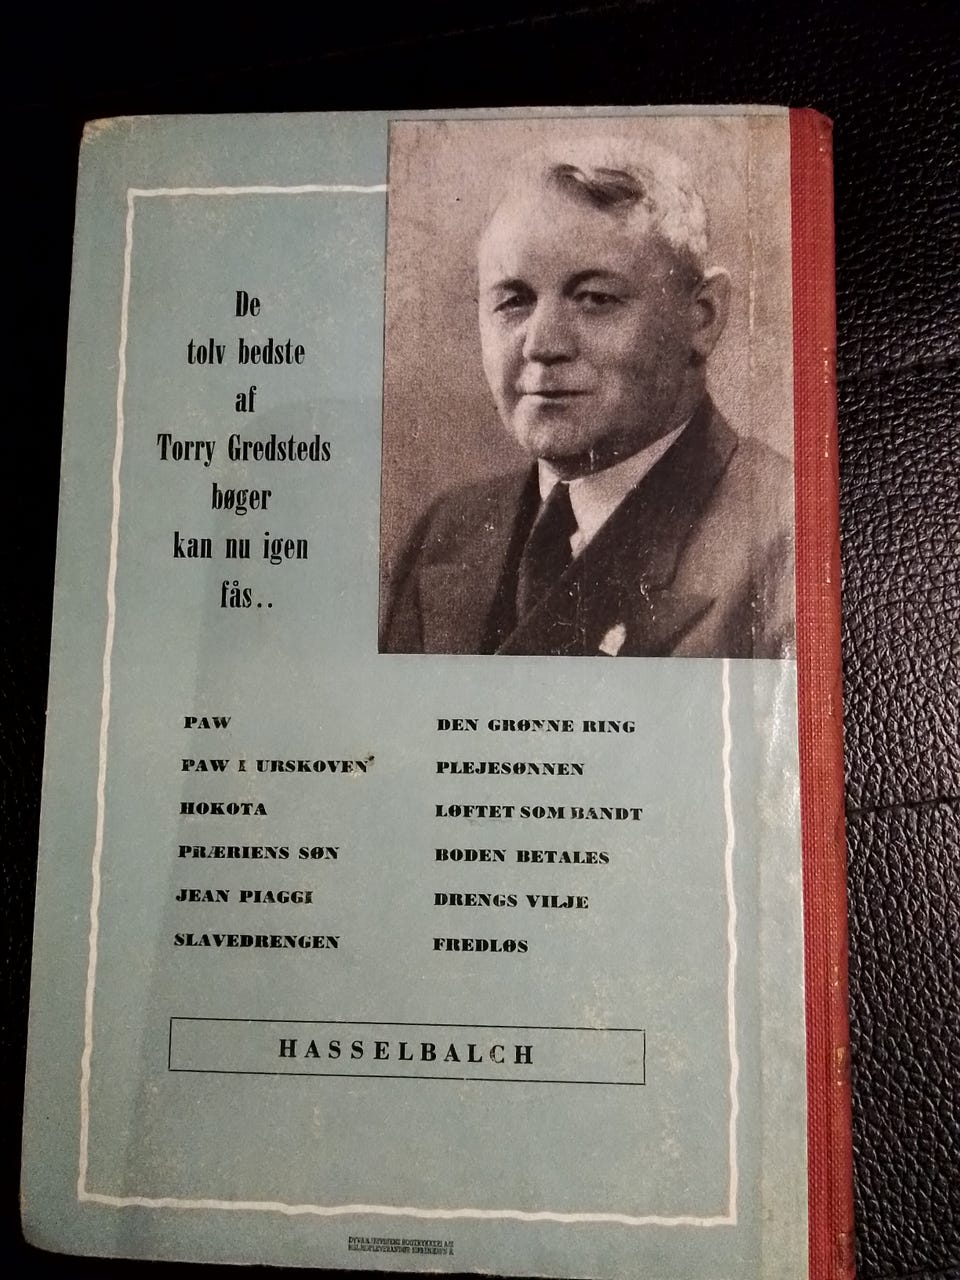 De
tolv bedste
af
Torry Gredsteds
bøger
kan nu igen
fås..
PAW
PAW I URSKOVEN
HOKOTA
PRÆRIENS SØN
JEAN PIAGGI
SLAVEDRENGEN
DEN GRØNNE RING
PLEJESØNNEN
LØFTET SOM BANDT
BODEN BETALES
DRENGS VILJE
FREDLØS
HASSELBALCH